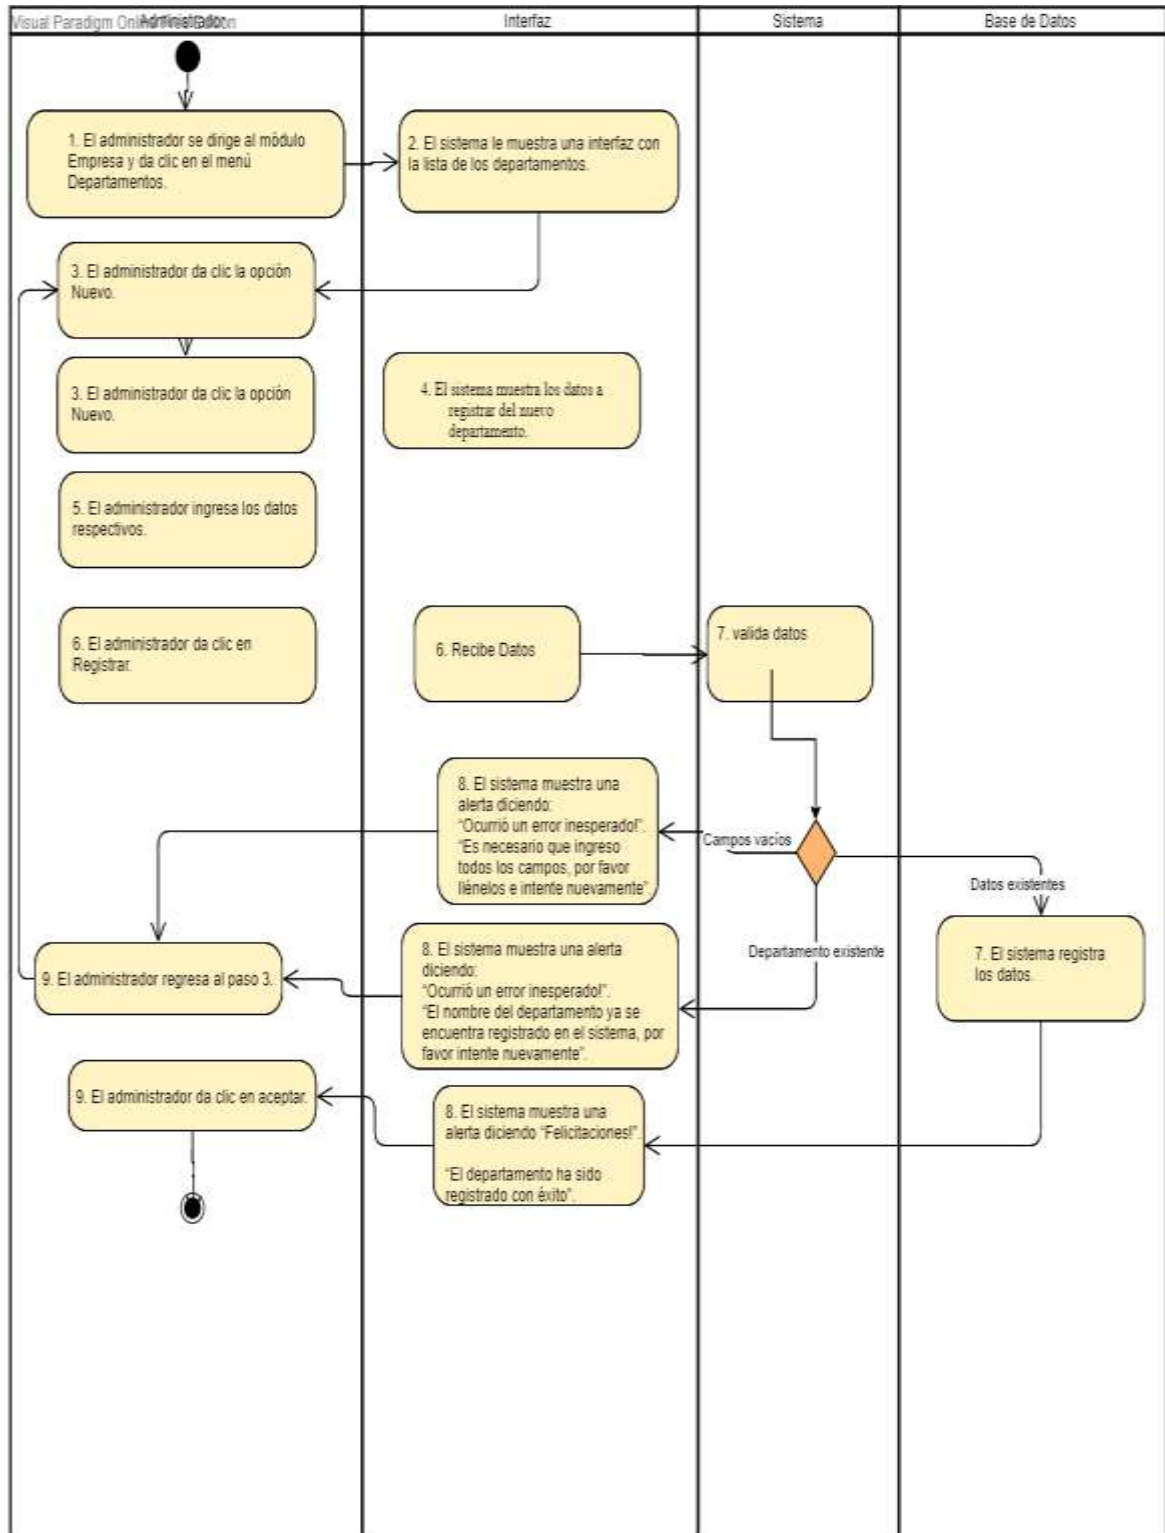 Visual Paradigm Online Free Edition
Administrador
Interfaz
Sistema
Base de Datos
1. El administrador se dirige al módulo
Empresa y da clic en el menú
Departamentos.
2. El sistema le muestra una interfaz con
la lista de los departamentos.
3. El administrador da clic la opción
Nuevo.
3. El administrador da clic la opción
Nuevo.
4. El sistema muestra los datos a
registrar del nuevo
departamento.
5. El administrador ingresa los datos
respectivos.
6. El administrador da clic en
Registrar.
6. Recibe Datos
7. valida datos
8. El sistema muestra una
alerta diciendo:
“Ocurrió un error inesperado!”.
“Es necesario que ingreso
todos los campos, por favor
llénelos e intente nuevamente”
Campos vacíos
Datos existentes
Departamento existente
7. El sistema registra
los datos.
8. El sistema muestra una alerta
diciendo:
“Ocurrió un error inesperado!”.
“El nombre del departamento ya se
encuentra registrado en el sistema, por
favor intente nuevamente”.
9. El administrador regresa al paso 3.
9. El administrador da clic en aceptar.
8. El sistema muestra una
alerta diciendo “Felicitaciones!”.
“El departamento ha sido
registrado con éxito”.